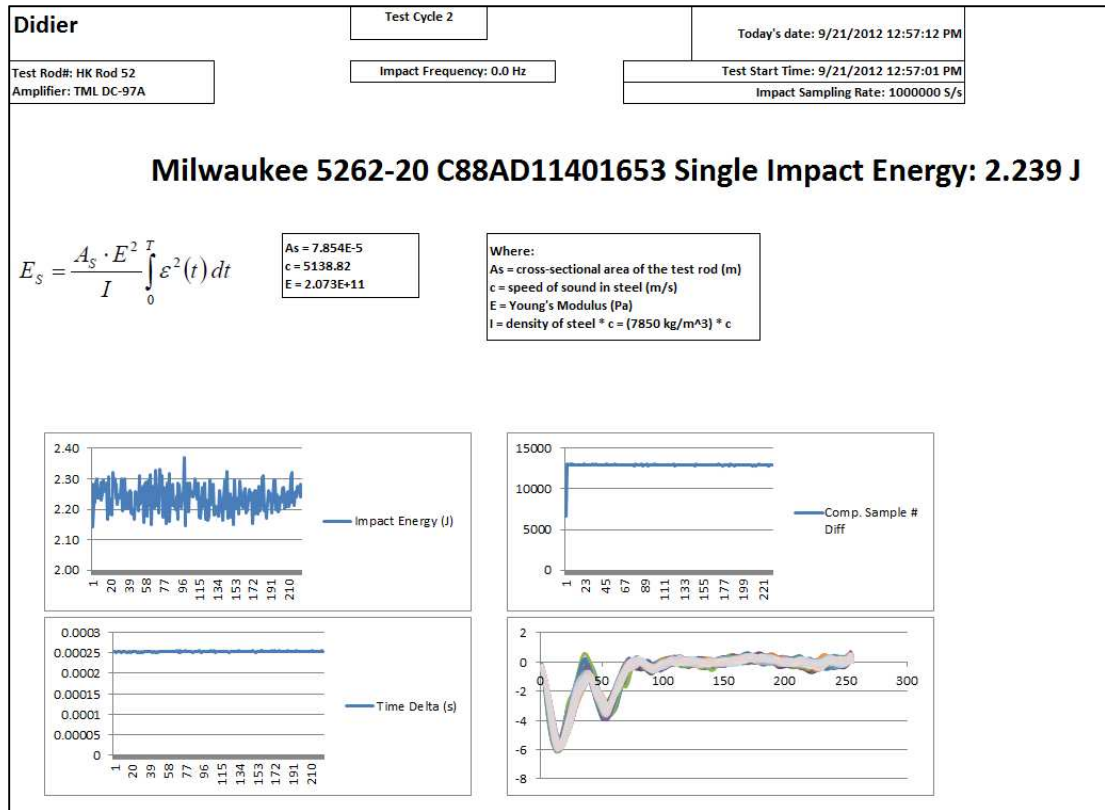 Didier
Test Cycle 2
Today's date: 9/21/2012 12:57:12 PM
Test Rod#: HK Rod 52
Amplifier: TML DC-97A
Impact Frequency: 0.0 Hz
Test Start Time: 9/21/2012 12:57:01 PM
Impact Sampling Rate: 1000000 S/s
Milwaukee 5262-20 C88AD11401653 Single Impact Energy: 2.239 J
E_S = \frac{A_S \cdot E^2}{I} \int_0^T \varepsilon^2(t) dt
As = 7.854E-5
c = 5138.82
E = 2.073E+11
Where:
As = cross-sectional area of the test rod (m)
c = speed of sound in steel (m/s)
E = Young's Modulus (Pa)
I = density of steel * c = (7850 kg/m^3) * c
2.40
2.30
2.20
2.10
2.00
1 20 39 58 77 96 115 134 153 172 191 210
Impact Energy (J)
15000
10000
5000
0
1 23 45 67 89 111 133 155 177 199 221
Comp. Sample #
Diff
0.0003
0.00025
0.0002
0.00015
0.0001
0.00005
0
1 20 39 58 77 96 115 134 153 172 191 210
Time Delta (s)
2
0
-2
-4
-6
-8
0 50 100 150 200 250 300